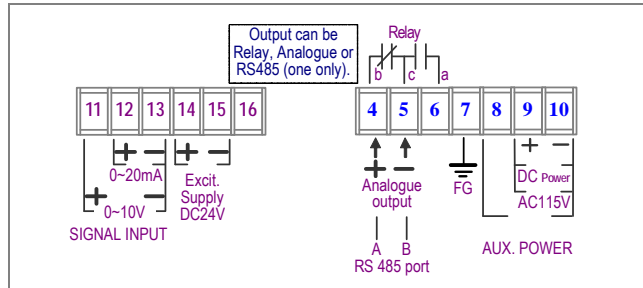 Output can be
Relay, Analogue or
RS485 (one only).
Relay
b c a
11 12 13 14 15 16
4 5 6 7 8 9 10
+ − + −
0~20mA
+ −
0~10V
SIGNAL INPUT
Excit.
Supply
DC24V
+ −
Analogue
output
A B
RS 485 port
FG
+ −
DC Power
AC115V
AUX. POWER